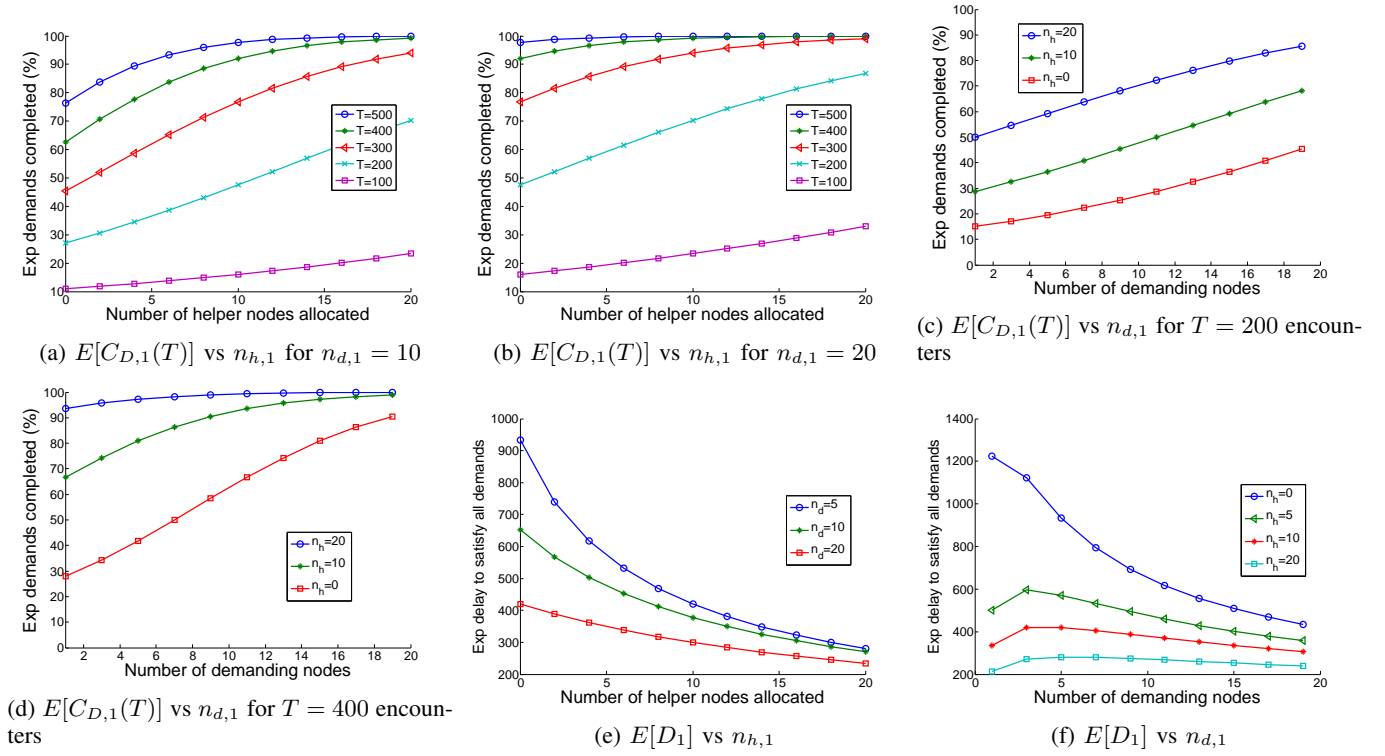 100
90
80
70
60
50
40
30
20
10
0
5
10
15
20
Exp demands completed (%)
Number of helper nodes allocated
T=500
T=400
T=300
T=200
T=100
(a) E[C_{D,1}(T)] vs n_{h,1} for n_{d,1} = 10
100
90
80
70
60
50
40
30
20
10
0
5
10
15
20
Exp demands completed (%)
Number of helper nodes allocated
T=500
T=400
T=300
T=200
T=100
(b) E[C_{D,1}(T)] vs n_{h,1} for n_{d,1} = 20
100
90
80
70
60
50
40
30
20
10
0
2
4
6
8
10
12
14
16
18
20
Exp demands completed (%)
Number of demanding nodes
n_h=20
n_h=10
n_h=0
(c) E[C_{D,1}(T)] vs n_{d,1} for T = 200 encoun-
ters
100
90
80
70
60
50
40
30
20
10
0
2
4
6
8
10
12
14
16
18
20
Exp demands completed (%)
Number of demanding nodes
n_h=20
n_h=10
n_h=0
(d) E[C_{D,1}(T)] vs n_{d,1} for T = 400 encoun-
ters
1000
900
800
700
600
500
400
300
200
0
5
10
15
20
Exp delay to satisfy all demands
Number of helper nodes allocated
n_d=5
n_d=10
n_d=20
(e) E[D_1] vs n_{h,1}
1400
1200
1000
800
600
400
200
0
5
10
15
20
Exp delay to satisfy all demands
Number of demanding nodes
n_h=0
n_h=5
n_h=10
n_h=20
(f) E[D_1] vs n_{d,1}